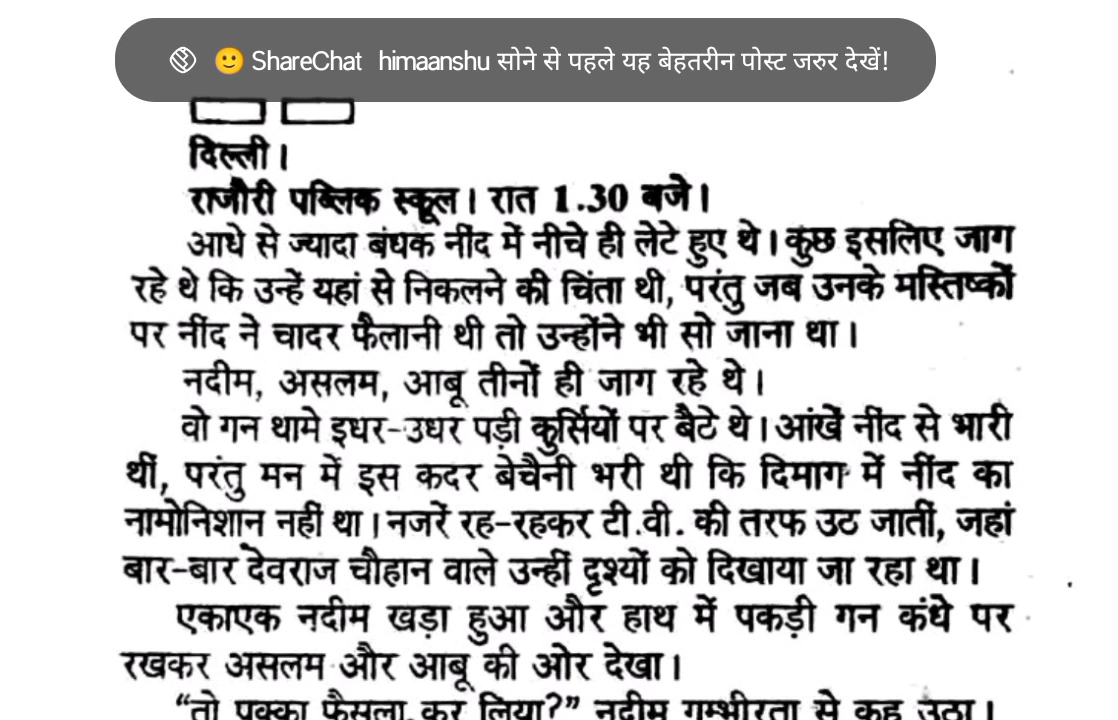 ShareChat himaanshu सोने से पहले यह बेहतरीन पोस्ट जरुर देखें!
दिल्ली।
राजौरी पब्लिक स्कूल। रात 1.30 बजे।
आधे से ज्यादा बंधक नींद में नीचे ही लेटे हुए थे। कुछ इसलिए जाग
रहे थे कि उन्हें यहां से निकलने की चिंता थी, परंतु जब उनके मस्तिष्कों
पर नींद ने चादर फैलानी थी तो उन्होंने भी सो जाना था।
नदीम, असलम, आबू तीनों ही जाग रहे थे।
वो गन थामे इधर-उधर पड़ी कुर्सियों पर बैठे थे। आंखें नींद से भारी
थीं, परंतु मन में इस कदर बेचैनी भरी थी कि दिमाग में नींद का
नामोनिशान नहीं था। नजरें रह-रहकर टी.वी. की तरफ उठ जातीं, जहां
बार-बार देवराज चौहान वाले उन्हीं दृश्यों को दिखाया जा रहा था।
एकाएक नदीम खड़ा हुआ और हाथ में पकड़ी गन कंधे पर
रखकर असलम और आबू की ओर देखा।
“तो पक्का फैसला कर लिया?” नदीम गम्भीरता से कह उठा।